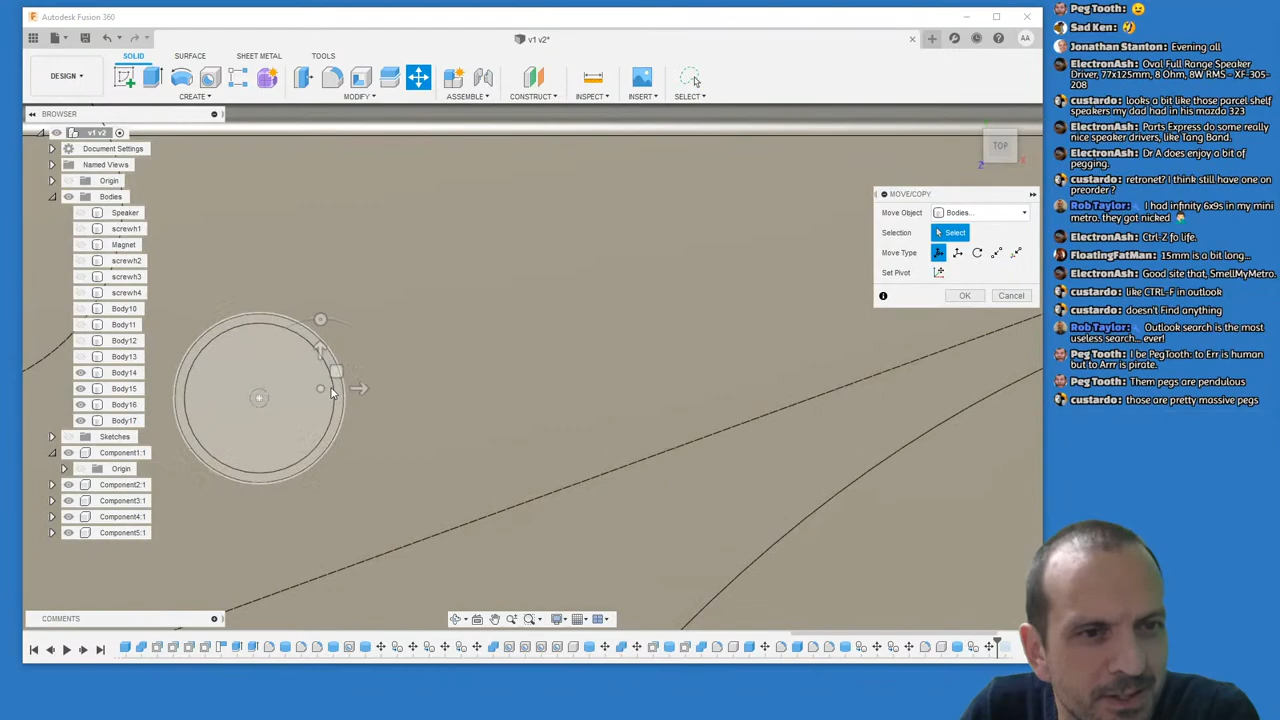 Autodesk Fusion 360
v1 v2*
AA
DESIGN
SOLID
SURFACE
SHEET METAL
TOOLS
CREATE
MODIFY
ASSEMBLE
CONSTRUCT
INSPECT
INSERT
SELECT
BROWSER
v1 v2
Document Settings
Named Views
Origin
Bodies
Speaker
screwh1
Magnet
screwh2
screwh3
screwh4
Body10
Body11
Body12
Body13
Body14
Body15
Body16
Body17
Sketches
Component1:1
Origin
Component2:1
Component3:1
Component4:1
Component5:1
COMMENTS
TOP
X
Z
MOVE/COPY
Move Object
Bodies...
Selection
Select
Move Type
Set Pivot
OK
Cancel
Peg Tooth:
Sad Ken:
Jonathan Stanton: Evening all
ElectronAsh: Oval Full Range Speaker
Driver, 77x125mm, 8 Ohm, 8W RMS - XF-305-
208
custardo: looks a bit like those parcel shelf
speakers my dad had in his mazda 323
ElectronAsh: Parts Express do some really
nice speaker drivers, like Tang Band
ElectronAsh: Dr A does enjoy a bit of
pegging.
custardo: retronet? I think still have one on
preorder?
Rob Taylor: I had infinity 6x9s in my mini
metro. they got nicked
ElectronAsh: Ctrl-Z fo life.
FloatingFatMan: 15mm is a bit long...
ElectronAsh: Good site that, SmellMyMetro.
custardo: like CTRL-F in outlook
custardo: doesn't Find anything
Rob Taylor: Outlook search is the most
useless search... ever!
Peg Tooth: I be PegTooth: to Err is human
but to Arrr is pirate.
Peg Tooth: Them pegs are pendulous
custardo: those are pretty massive pegs